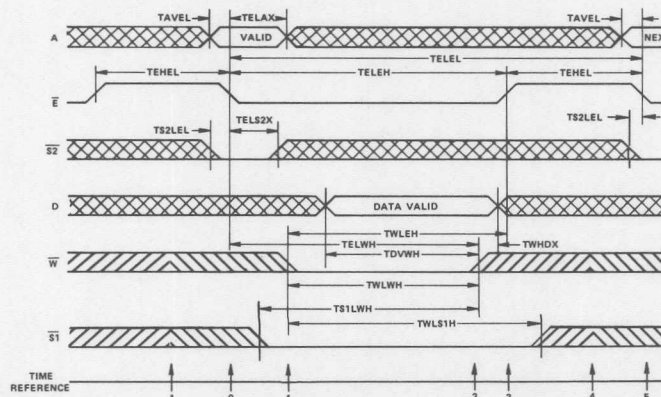 TAVEL TELAX TAVEL
A VALID NEX
TELEL
TEHEL TELEH TEHEL
E
TELS2X
TS2LEL TS2LEL
S2
D DATA VALID
TWLEH
TELWH TWHDX
TDVWH
W
TWLWH
TS1LWH
TWLS1H
S1
TIME
REFERENCE